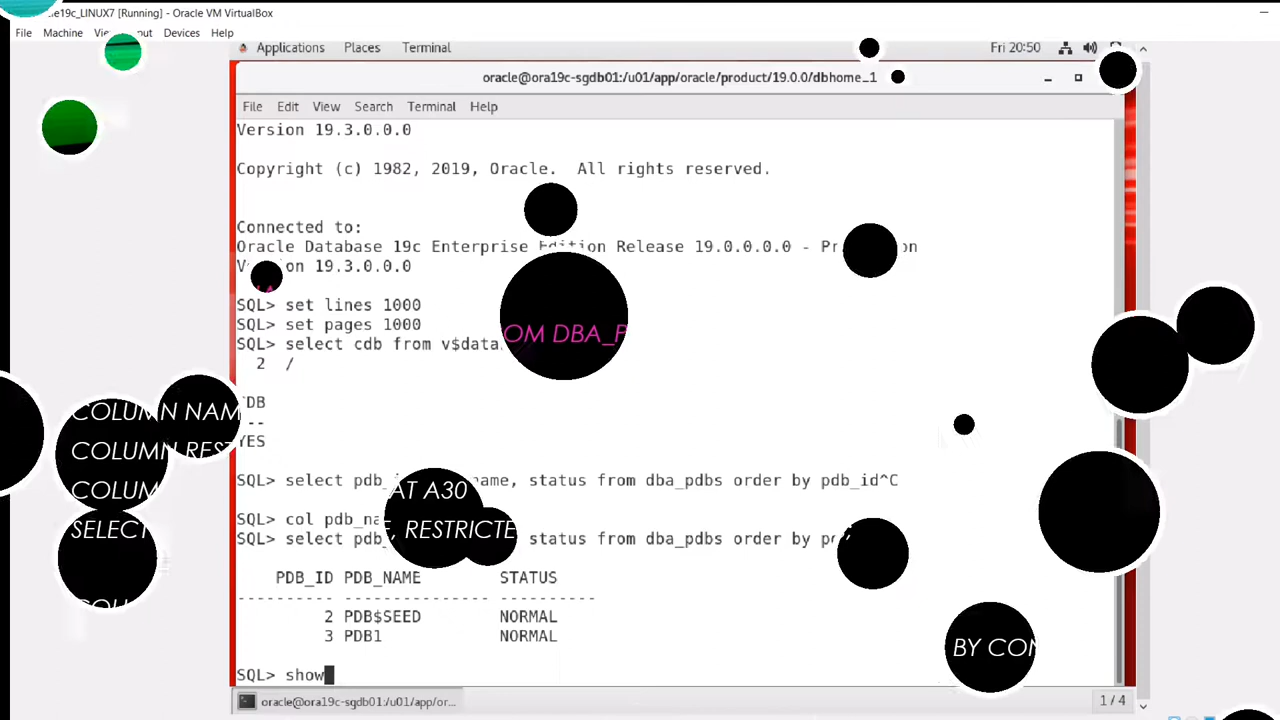 le19c_LINUX7 [Running] - Oracle VM VirtualBox
File Machine Devices Help
Applications Places Terminal Fri 20:50
oracle@ora19c-sgdb01:/u01/app/oracle/product/19.0.0/dbhome_1
File Edit View Search Terminal Help
Version 19.3.0.0.0
Copyright (c) 1982, 2019, Oracle. All rights reserved.
Connected to:
Oracle Database 19c Enterprise Edition Release 19.0.0.0.0 -
19.3.0.0.0
SQL> set lines 1000
SQL> set pages 1000
SQL> select cdb from v$data
OM DBA_P
2 /
DB
YES
COLUMN NAM
COLUMN REST
SQL> select pdb name, status from dba_pdbs order by pdb_id^C
COLUM
AT A30
SQL> col pdb_na
SELECT
E, RESTRICTE
SQL> select pdb status from dba_pdbs order by
PDB_ID PDB_NAME STATUS
---------- --------------- ----------
2 PDB$SEED NORMAL
3 PDB1 NORMAL
BY CON
SQL> show
oracle@ora19c-sgdb01:/u01/app/or... 1 / 4